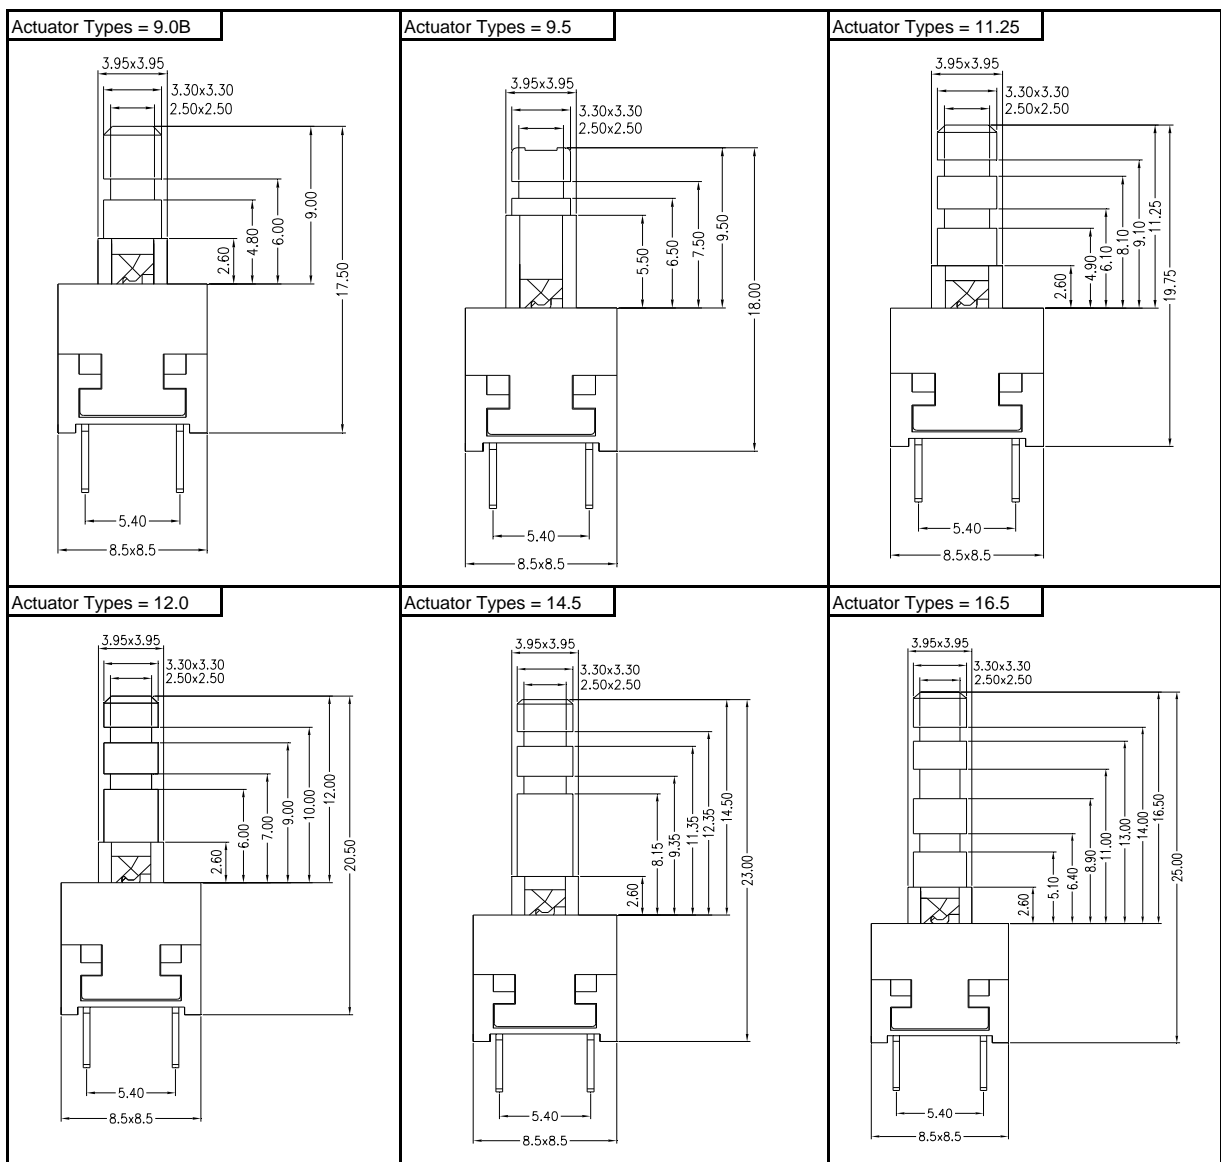 Actuator Types = 9.0B
3.95x3.95
3.30x3.30
2.50x2.50
2.60
4.80
6.00
9.00
17.50
5.40
8.5x8.5
Actuator Types = 9.5
3.95x3.95
3.30x3.30
2.50x2.50
5.50
6.50
7.50
9.50
18.00
5.40
8.5x8.5
Actuator Types = 11.25
3.95x3.95
3.30x3.30
2.50x2.50
2.60
4.90
6.10
8.10
9.10
11.25
19.75
5.40
8.5x8.5
Actuator Types = 12.0
3.95x3.95
3.30x3.30
2.50x2.50
2.60
6.00
7.00
9.00
10.00
12.00
20.50
5.40
8.5x8.5
Actuator Types = 14.5
3.95x3.95
3.30x3.30
2.50x2.50
2.60
8.15
9.35
11.35
12.35
14.50
23.00
5.40
8.5x8.5
Actuator Types = 16.5
3.95x3.95
3.30x3.30
2.50x2.50
2.60
5.10
6.40
8.90
11.00
13.00
14.00
16.50
25.00
5.40
8.5x8.5